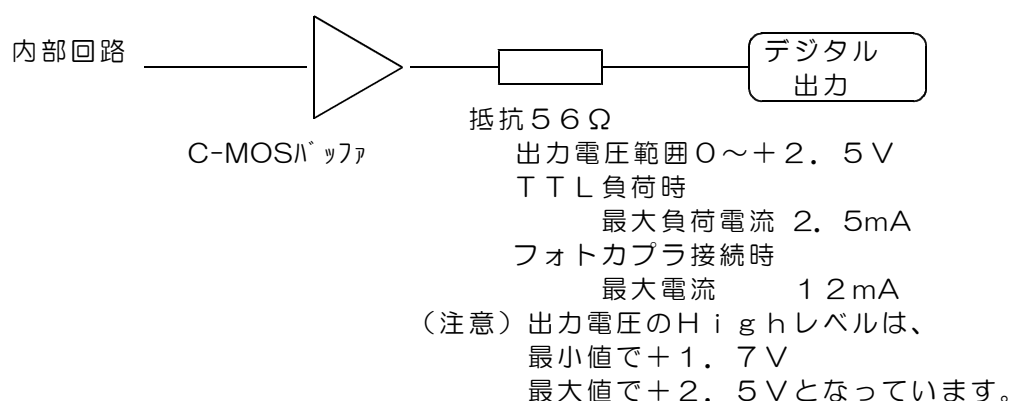 内部回路
デジタル
出力
抵抗５６Ω
C-MOSﾊﾞｯﾌｧ
出力電圧範囲０～＋２．５Ｖ
ＴＴＬ負荷時
最大負荷電流 ２．５mA
フォトカプラ接続時
最大電流　　１２mA
（注意）出力電圧のＨｉｇｈレベルは、
最小値で＋１．７Ｖ
最大値で＋２．５Ｖとなっています。